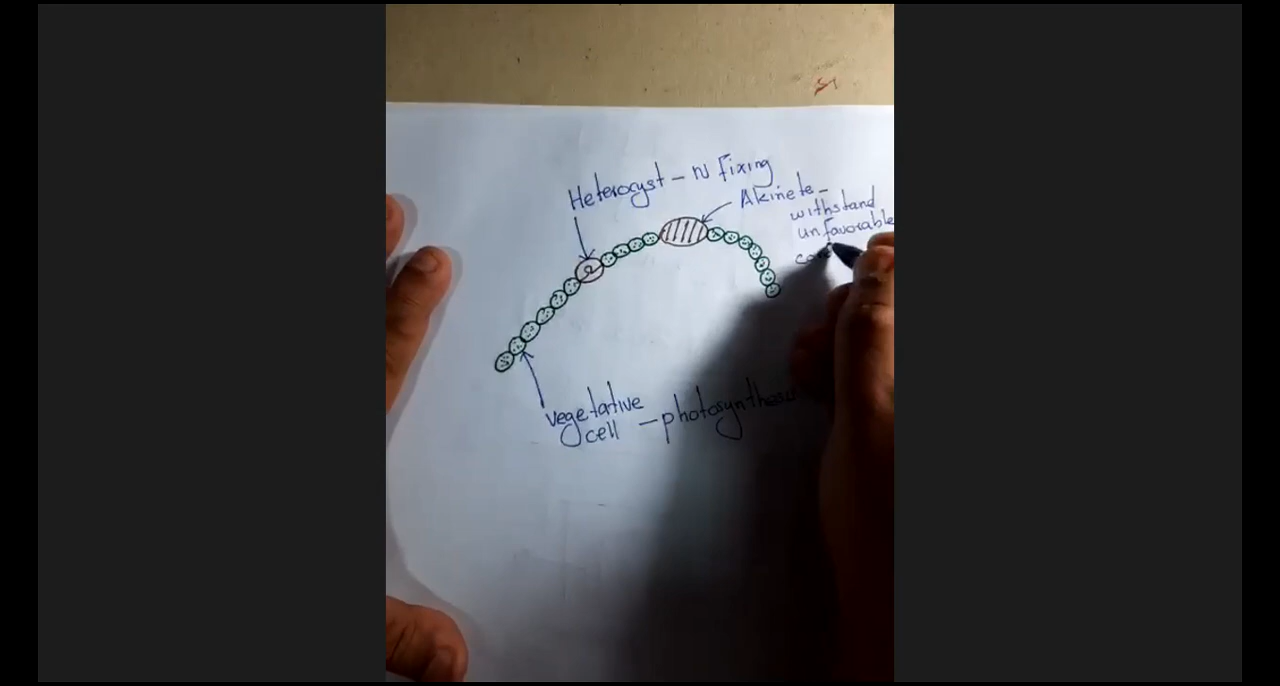 Heterocyst - N fixing
Akinete -
withstand
unfavorable
vegetative
cell - photosynthesis